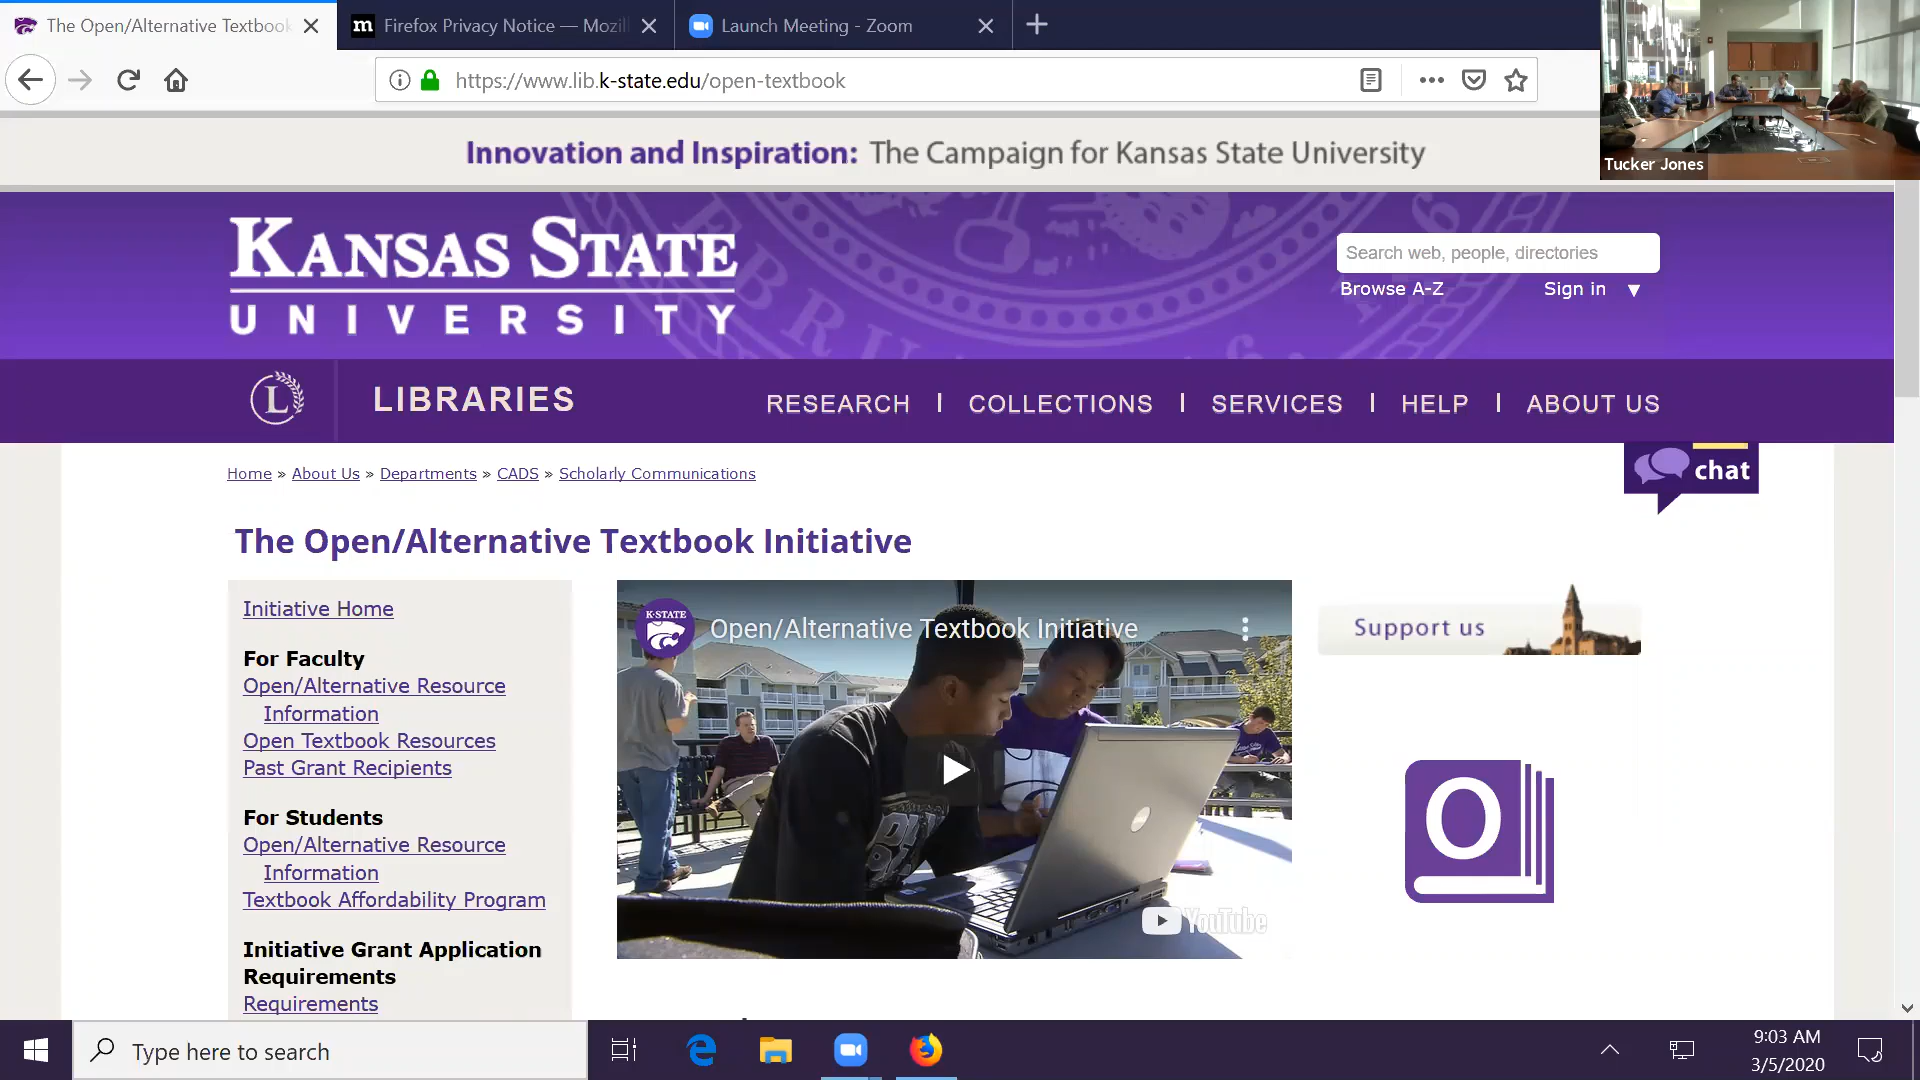 The Open/Alternative Textbook
Firefox Privacy Notice — Mozil
Launch Meeting - Zoom
https://www.lib.k-state.edu/open-textbook
Tucker Jones
Innovation and Inspiration: The Campaign for Kansas State University
KANSAS STATE
UNIVERSITY
Search web, people, directories
Browse A-Z
Sign in ▼
L
LIBRARIES
RESEARCH | COLLECTIONS | SERVICES | HELP | ABOUT US
Home » About Us » Departments » CADS » Scholarly Communications
chat
The Open/Alternative Textbook Initiative
Initiative Home
For Faculty
Open/Alternative Resource
Information
Open Textbook Resources
Past Grant Recipients
For Students
Open/Alternative Resource
Information
Textbook Affordability Program
Initiative Grant Application
Requirements
Requirements
K-STATE
Open/Alternative Textbook Initiative
YouTube
Support us
O
Type here to search
9:03 AM
3/5/2020